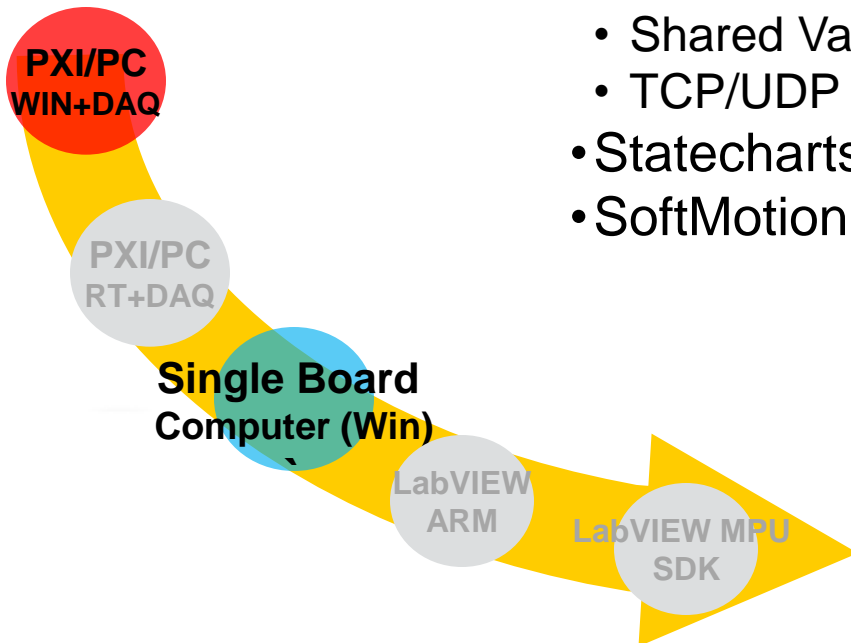 PXI/PC
WIN+DAQ
• Shared Va
• TCP/UDP
•Statecharts
•SoftMotion
PXI/PC
RT+DAQ
Single Board
Computer (Win)
`
LabVIEW
ARM
LabVIEW MPU
SDK